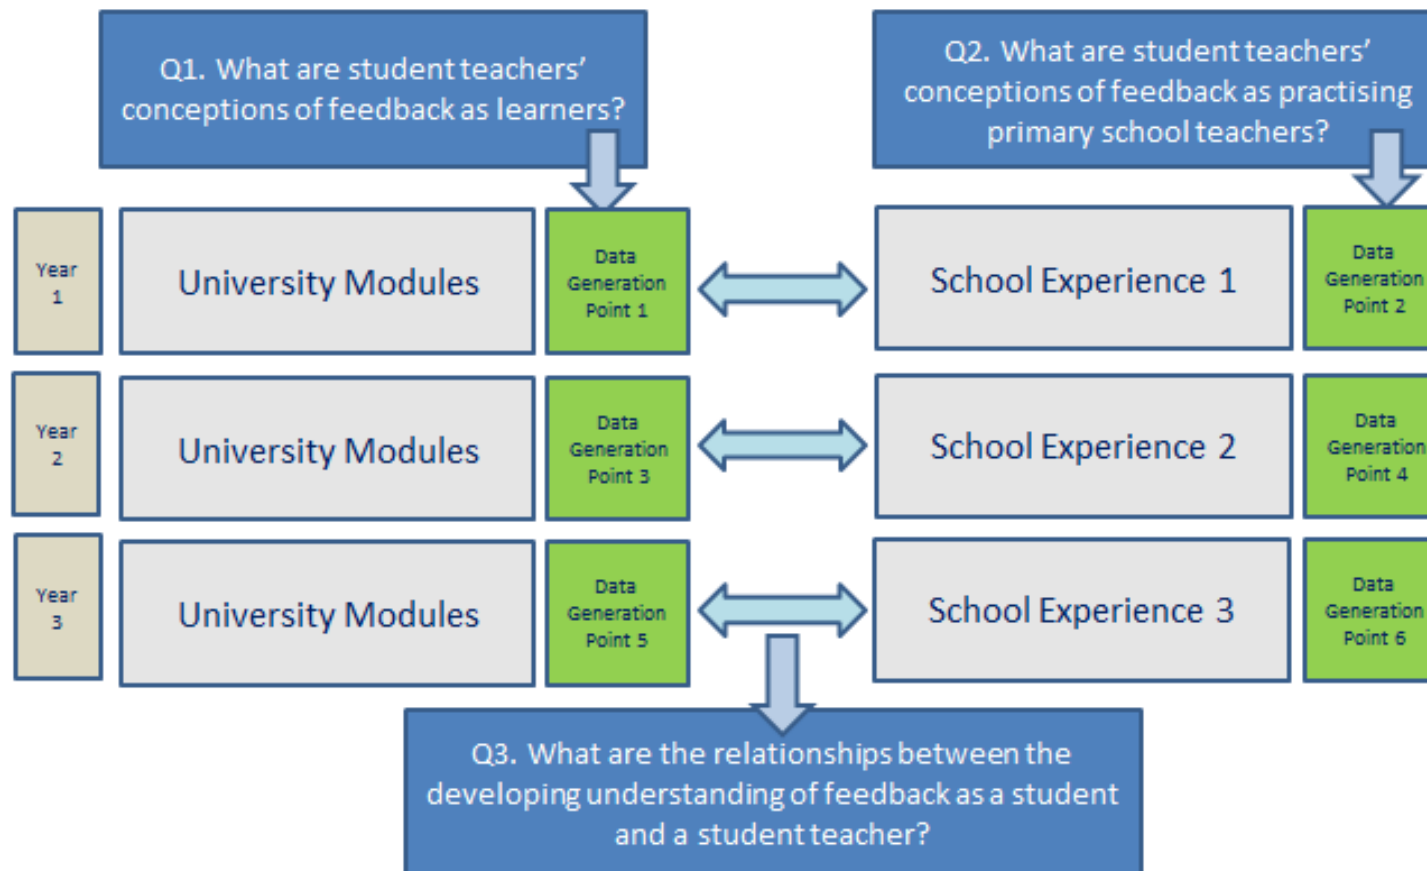 Q1. What are student teachers'
conceptions of feedback as learners?
Q2. What are student teachers'
conceptions of feedback as practising
primary school teachers?
Year
1
University Modules
Data
Generation
Point 1
School Experience 1
Data
Generation
Point 2
Year
2
University Modules
Data
Generation
Point 3
School Experience 2
Data
Generation
Point 4
Year
3
University Modules
Data
Generation
Point 5
School Experience 3
Data
Generation
Point 6
Q3. What are the relationships between the
developing understanding of feedback as a student
and a student teacher?